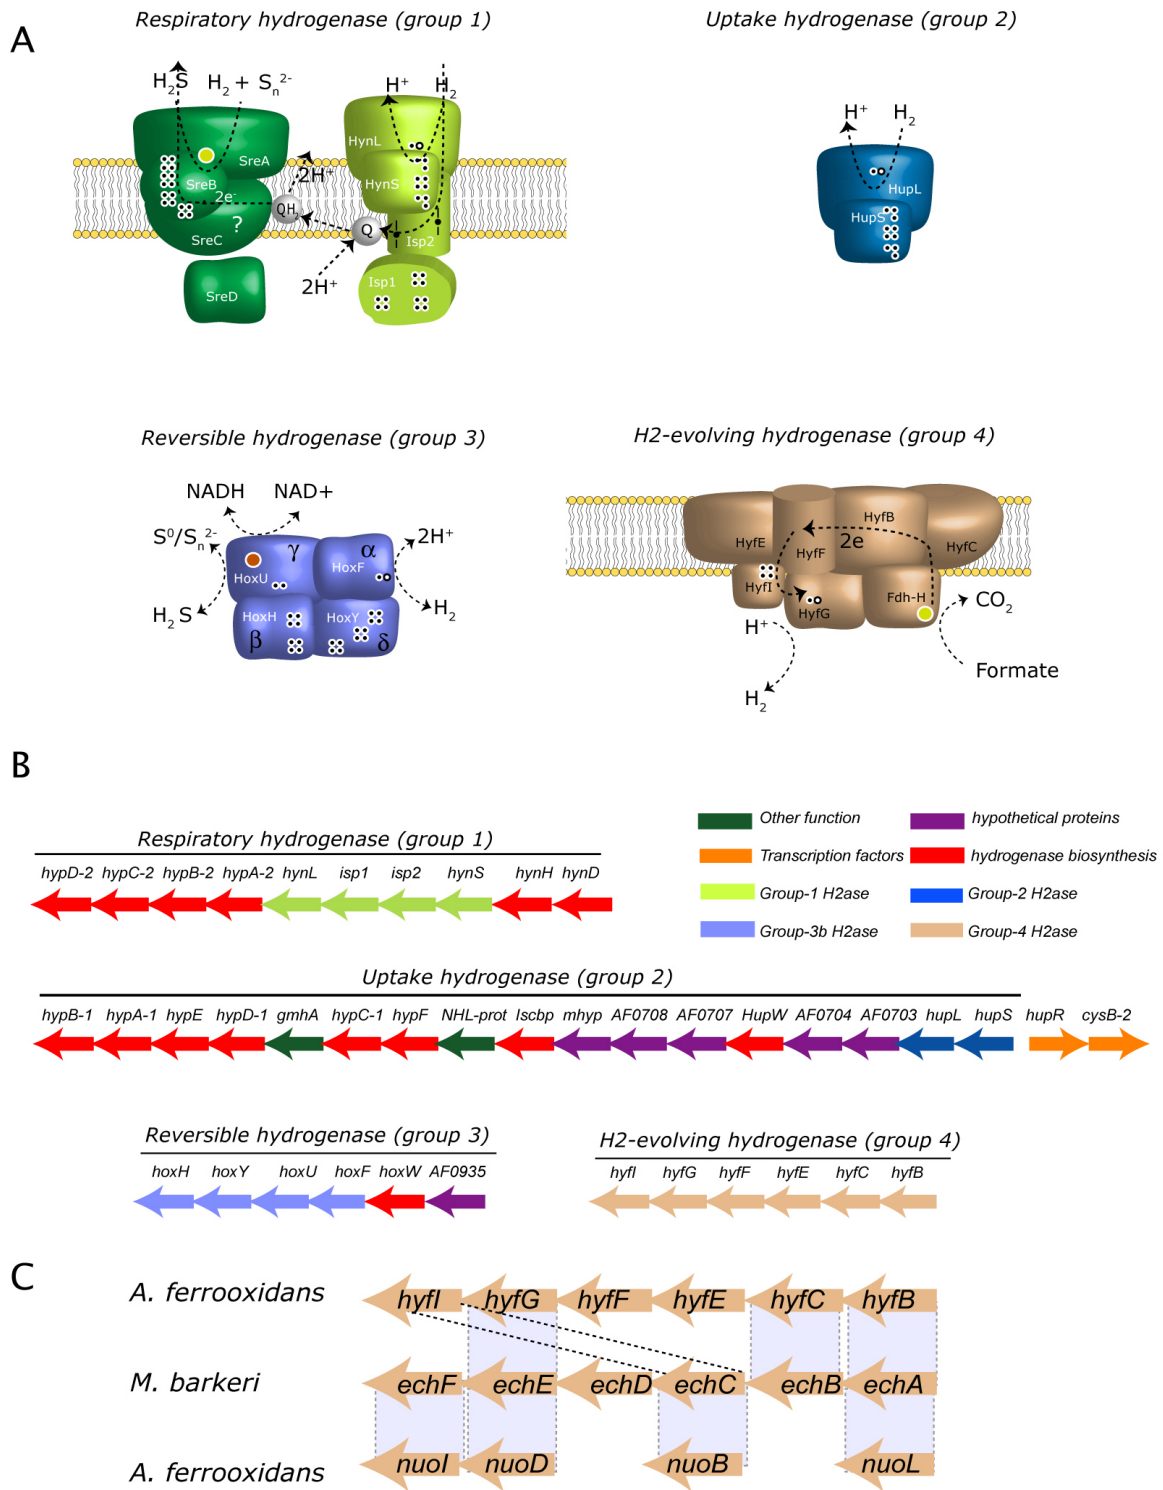 A
Respiratory hydrogenase (group 1)
Uptake hydrogenase (group 2)
H2S
H2 + Sn2-
H+
H2
SreA
SreB
2e-
SreC
?
SreD
2H+
QH
Q
2H+
HynL
HynS
Isp2
Isp1
H+
H2
HupL
HupS
Reversible hydrogenase (group 3)
H2-evolving hydrogenase (group 4)
NADH
NAD+
S0/Sn2-
H2S
γ
α
HoxU
HoxF
HoxH
HoxY
β
δ
2H+
H2
HyfE
HyfF
HyfB
HyfC
2e
HyfI
HyfG
Fdh-H
H+
H2
CO2
Formate
B
Respiratory hydrogenase (group 1)
hypD-2 hypC-2 hypB-2 hypA-2 hynL isp1 isp2 hynS hynH hynD
Other function
hypothetical proteins
Transcription factors
hydrogenase biosynthesis
Group-1 H2ase
Group-2 H2ase
Group-3b H2ase
Group-4 H2ase
Uptake hydrogenase (group 2)
hypB-1 hypA-1 hypE hypD-1 gmhA hypC-1 hypF NHL-prot Iscbp mhyp AF0708 AF0707 HupW AF0704 AF0703 hupL hupS hupR cysB-2
Reversible hydrogenase (group 3)
hoxH hoxY hoxU hoxF hoxW AF0935
H2-evolving hydrogenase (group 4)
hyfI hyfG hyfF hyfE hyfC hyfB
C
A. ferrooxidans
hyfI hyfG hyfF hyfE hyfC hyfB
M. barkeri
echF echE echD echC echB echA
A. ferrooxidans
nuoI nuoD nuoB nuoL